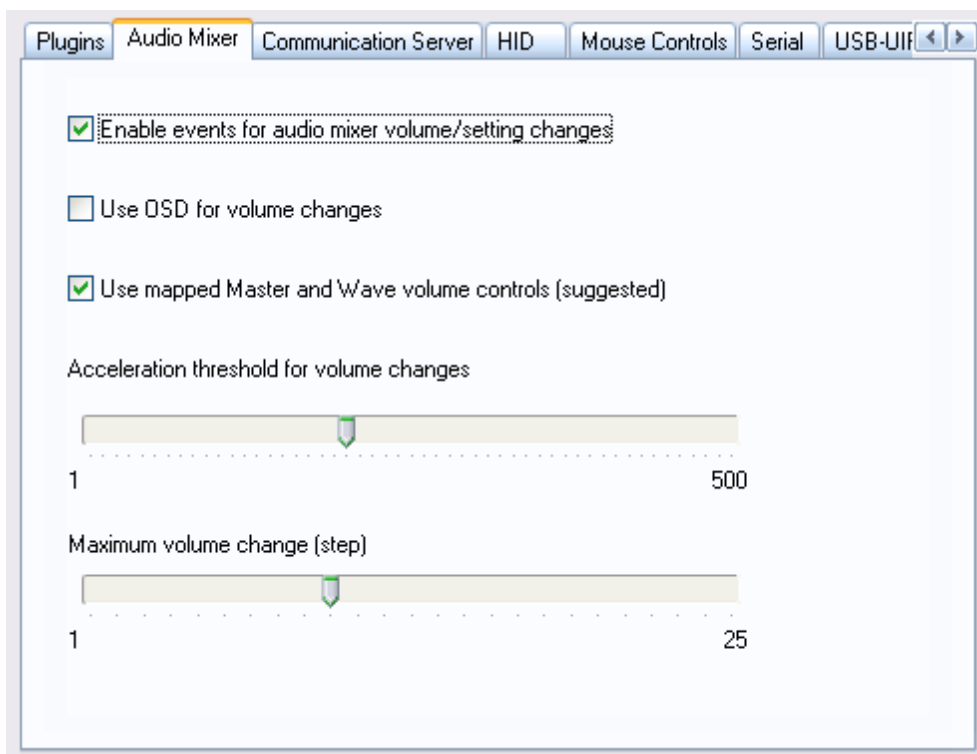 Plugins Audio Mixer Communication Server HID Mouse Controls Serial USB-UIR
Enable events for audio mixer volume/setting changes
Use OSD for volume changes
Use mapped Master and Wave volume controls (suggested)
Acceleration threshold for volume changes
1 500
Maximum volume change (step)
1 25